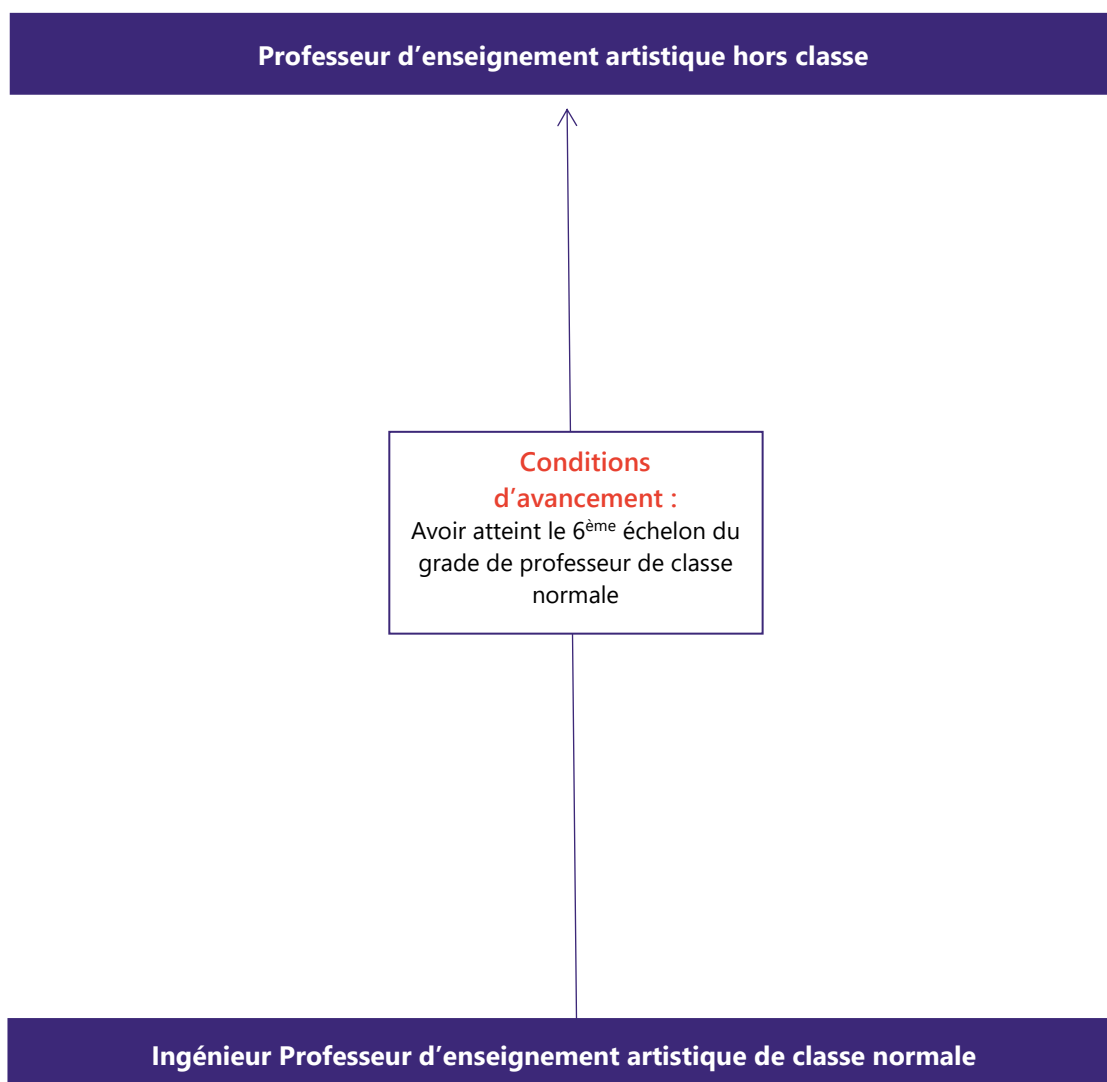 Professeur d’enseignement artistique hors classe
Conditions
d’avancement :
Avoir atteint le 6ème échelon du
grade de professeur de classe
normale
Ingénieur Professeur d’enseignement artistique de classe normale